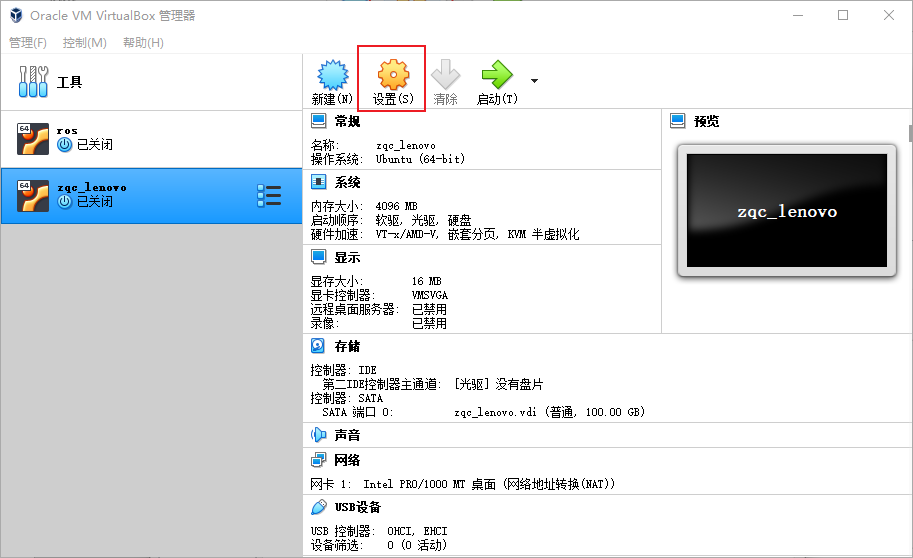 Oracle VM VirtualBox 管理器
管理(F) 控制(M) 帮助(H)
工具
新建(N) 设置(S) 清除 启动(T)
64 ros
已关闭
64 zqc_lenovo
已关闭
常规
名称: zqc_lenovo
操作系统: Ubuntu (64-bit)
系统
内存大小: 4096 MB
启动顺序: 软驱, 光驱, 硬盘
硬件加速: VT-x/AMD-V, 嵌套分页, KVM 半虚拟化
显示
显存大小: 16 MB
显卡控制器: VMSVGA
远程桌面服务器: 已禁用
录像: 已禁用
预览
zqc_lenovo
存储
控制器: IDE
第二IDE控制器主通道: [光驱] 没有盘片
控制器: SATA
SATA 端口 0: zqc_lenovo.vdi (普通, 100.00 GB)
声音
网络
网卡 1: Intel PRO/1000 MT 桌面 (网络地址转换(NAT))
USB设备
USB 控制器: OHCI, EHCI
设备筛选: 0 (0 活动)